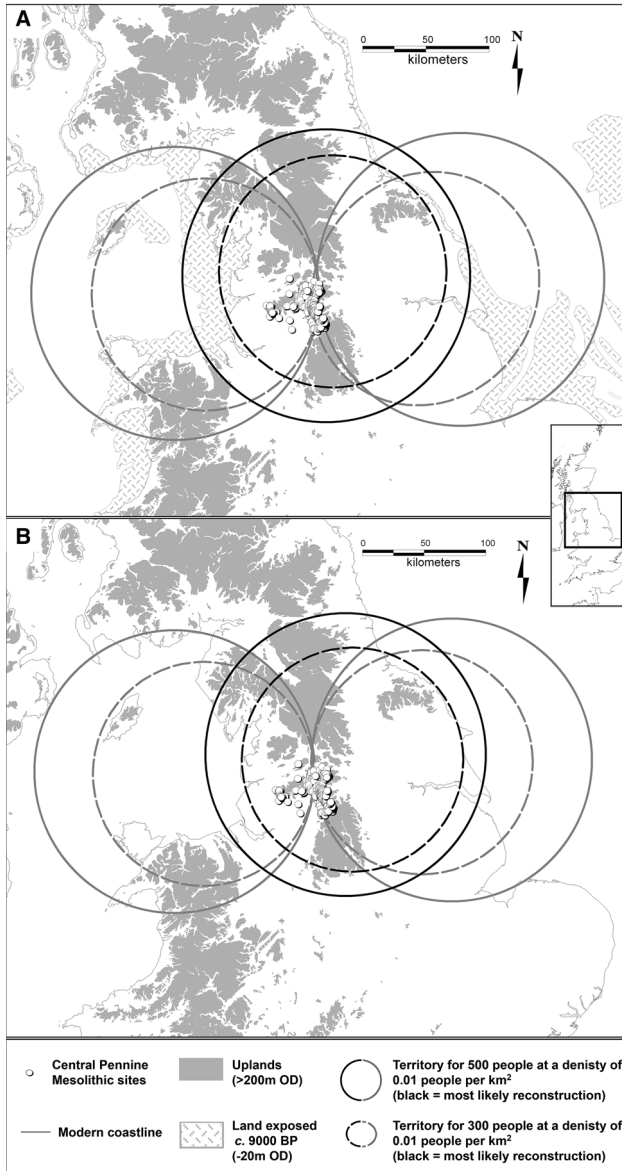 A
0 50 100
kilometers
N
B
0 50 100
kilometers
N
Central Pennine
Mesolithic sites
Uplands
(>200m OD)
Territory for 500 people at a denisty of
0.01 people per km²
(black = most likely reconstruction)
Modern coastline
Land exposed
c. 9000 BP
(-20m OD)
Territory for 300 people at a denisty of
0.01 people per km²
(black = most likely reconstruction)